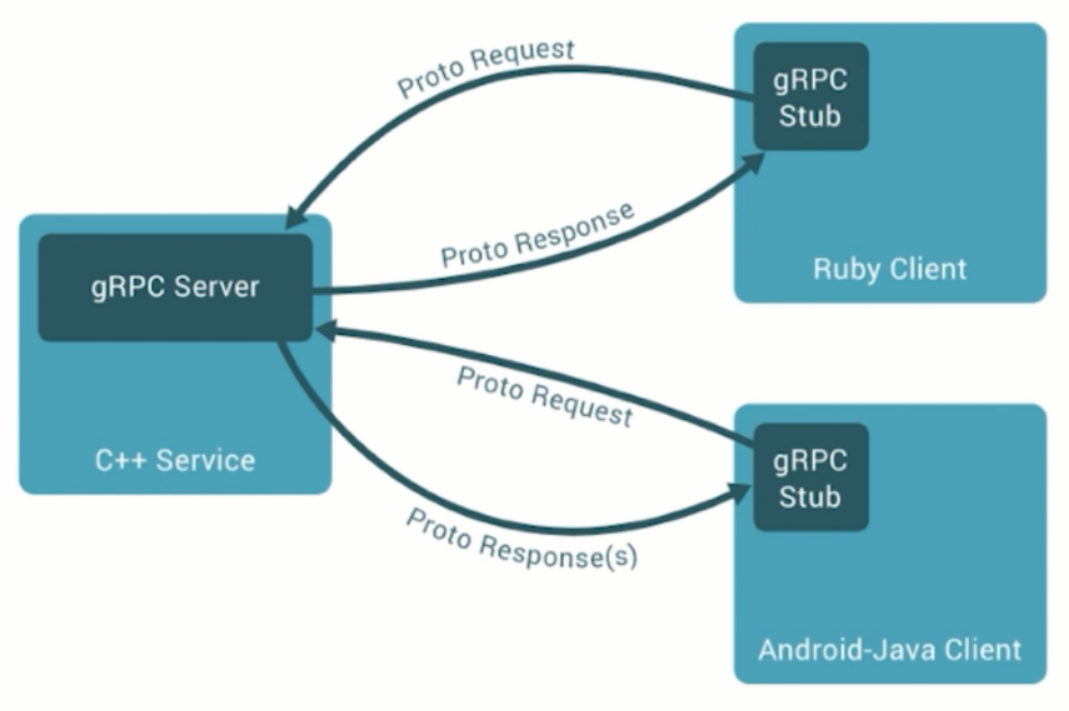 Proto Request
gRPC
Stub
Proto Response
Ruby Client
gRPC Server
C++ Service
Proto Request
gRPC
Stub
Proto Response(s)
Android-Java Client